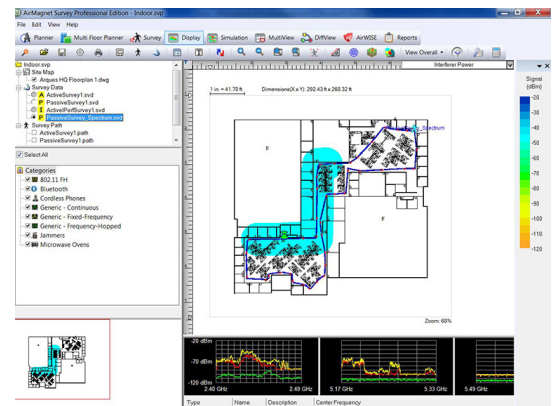 AirMagnet Survey Professional Edition - Indoor.svp
File Edit View Help
Planner Multi Floor Planner Survey Display Simulation MultiView DiffView AirWISE Reports
View Overall
Indoor.svp
Site Map
Arques HQ Floorplan 1.dwg
Survey Data
A ActiveSurvey1.svd
P PassiveSurvey1.svd
I ActiveIPerfSurvey1.svd
P PassiveSurvey_Spectrum.svd
Survey Path
ActiveSurvey1.path
PassiveSurvey1.path
Select All
Categories
802.11 FH
Bluetooth
Cordless Phones
Generic - Continuous
Generic - Fixed-Frequency
Generic - Frequency-Hopped
Jammers
Microwave Ovens
Interferer Power
1 in. = 41.78 ft Dimensions(X x Y): 292.43 ft x 268.32 ft
Spectrum
Zoom: 68%
Signal
(dBm)
-20
-30
-40
-50
-60
-70
-80
-90
-100
-110
-120
-20 dBm
-70 dBm
-120 dBm
2.40 GHz 2.49 GHz 5.17 GHz 5.33 GHz 5.49 GHz
Type Name Description Center Frequency